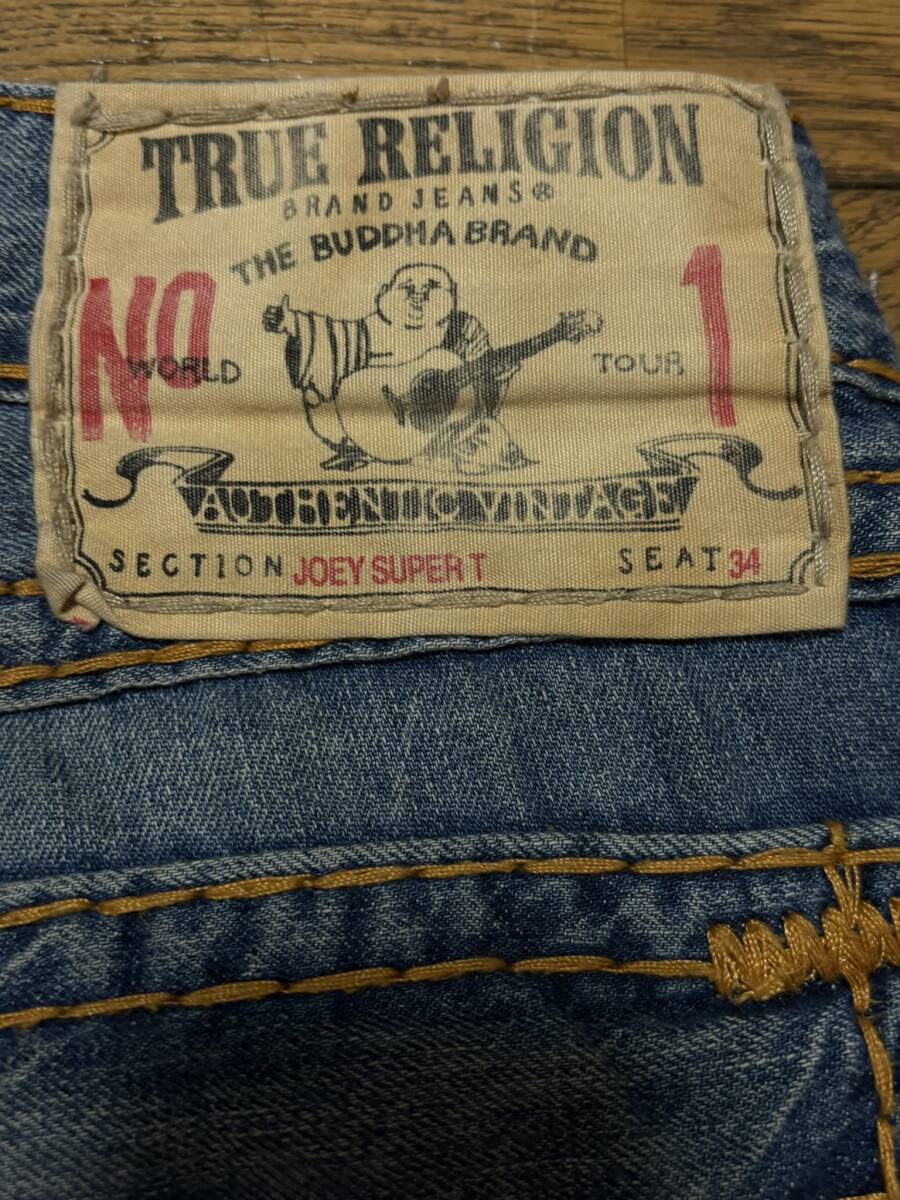 TRUE RELIGION
BRAND JEANS®
THE BUDDHA BRAND
No 1
WORLD TOUR
AUTHENTIC VINTAGE
SECTION JOEY SUPER T SEAT 34